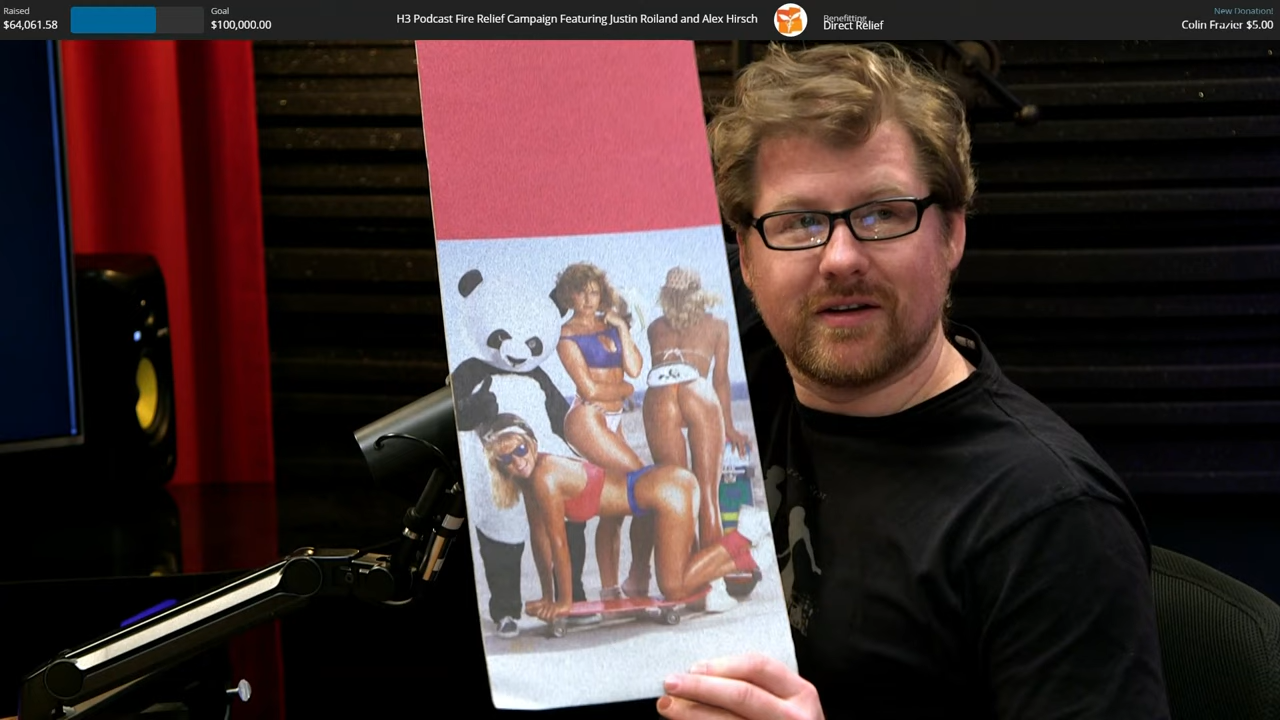 Raised
$64,061.58
Goal
$100,000.00
H3 Podcast Fire Relief Campaign Featuring Justin Roiland and Alex Hirsch
Benefitting
Direct Relief
New Donation!
Colin Frazier $5.00